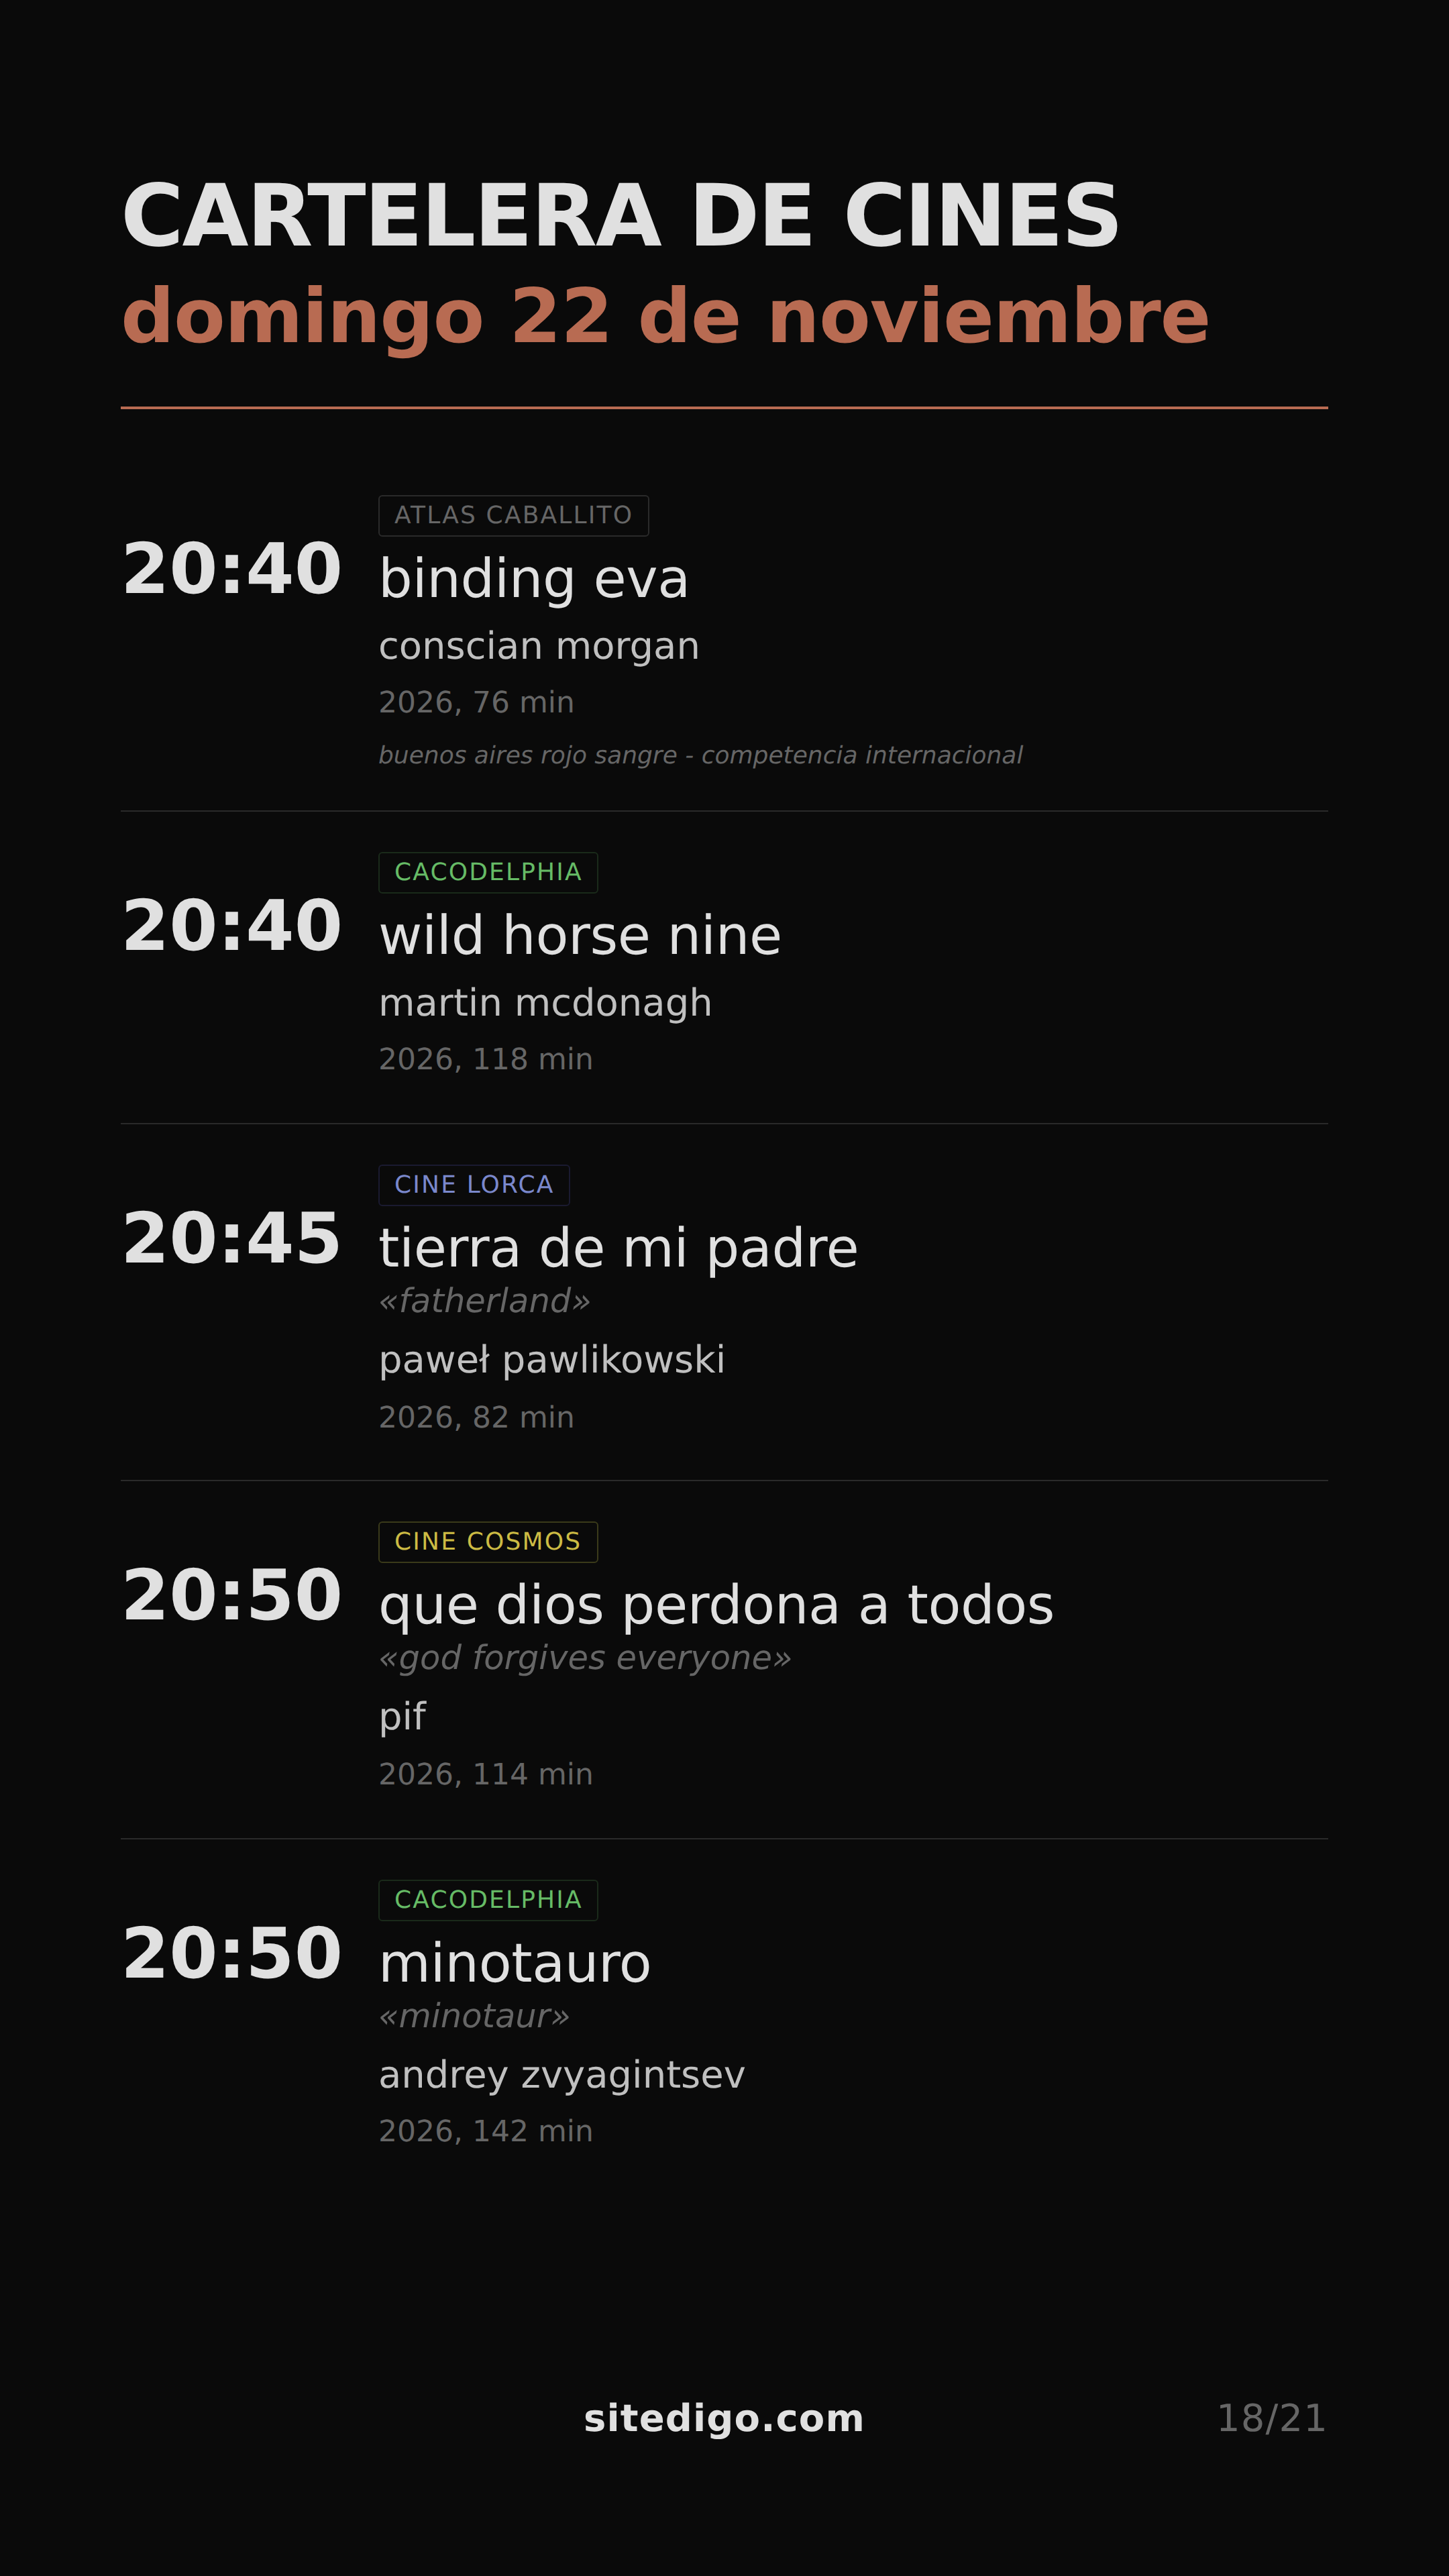 CARTELERA DE CINES
domingo 22 de noviembre
ATLAS CABALLITO
20:40
binding eva
conscian morgan
2026, 76 min
buenos aires rojo sangre - competencia internacional
CACODELPHIA
20:40
wild horse nine
martin mcdonagh
2026, 118 min
CINE LORCA
20:45
tierra de mi padre
«fatherland»
paweł pawlikowski
2026, 82 min
CINE COSMOS
20:50
que dios perdona a todos
«god forgives everyone»
pif
2026, 114 min
CACODELPHIA
20:50
minotauro
«minotaur»
andrey zvyagintsev
2026, 142 min
sitedigo.com
18/21